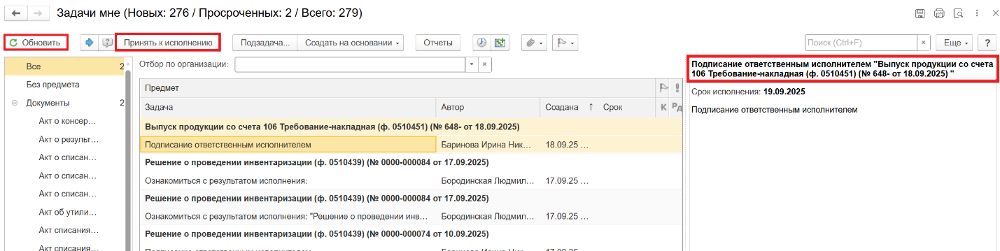 Задачи мне (Новых: 276 / Просроченных: 2 / Всего: 279)
Обновить
Принять к исполнению
Подзадача...
Создать на основании
Отчеты
Поиск (Ctrl+F)
×
Еще
?
Все 2
Без предмета
Документы 2
Акт о консер...
Акт о результ...
Акт о списан...
Акт о списан...
Акт о списан...
Акт об утили...
Акт списания...
Акт списания
Отбор по организации:
Предмет
Задача Автор Создана ↑ Срок К Рд
Выпуск продукции со счета 106 Требование-накладная (ф. 0510451) (№ 648- от 18.09.2025)
Подписание ответственным исполнителем Баринова Ирина Ник... 18.09.25 ...
Решение о проведении инвентаризации (ф. 0510439) (№ 0000-000084 от 17.09.2025)
Ознакомиться с результатом исполнения: Бородинская Людмил... 17.09.25 ...
Решение о проведении инвентаризации (ф. 0510439) (№ 0000-000084 от 17.09.2025)
Ознакомиться с результатом исполнения: "Решение о проведении инв... Бородинская Людмил... 17.09.25 ...
Решение о проведении инвентаризации (ф. 0510439) (№ 0000-000074 от 10.09.2025)
Подписание ответственным исполнителем ...
Подписание ответственным исполнителем "Выпуск продукции со счета
106 Требование-накладная (ф. 0510451) (№ 648- от 18.09.2025) "
Срок исполнения: 19.09.2025
Подписание ответственным исполнителем